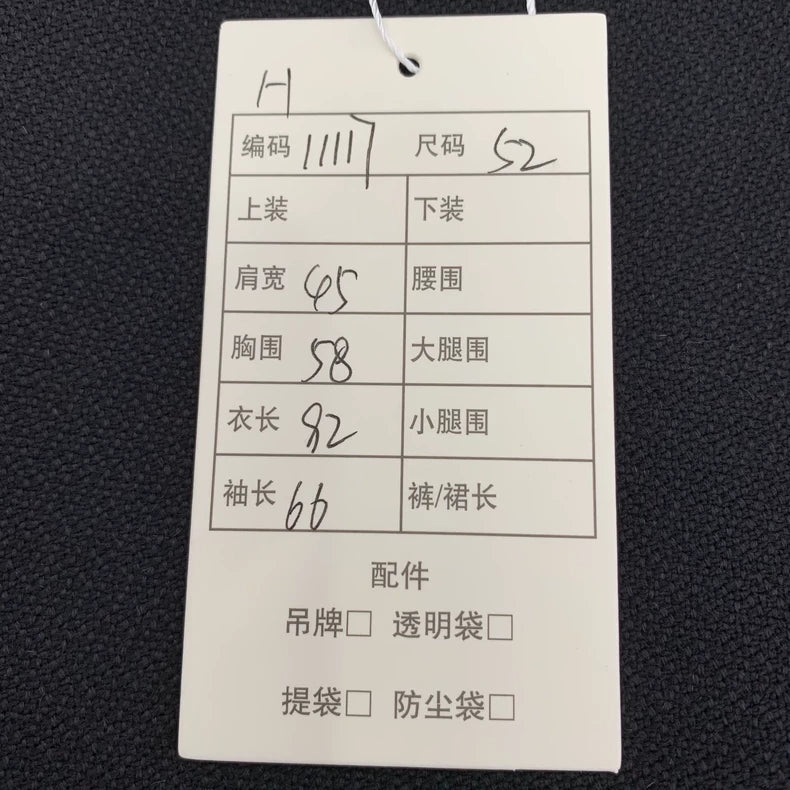 H
编码 11117 尺码 52
上装 下装
肩宽 45 腰围
胸围 58 大腿围
衣长 82 小腿围
袖长 66 裤/裙长
配件
吊牌□ 透明袋□
提袋□ 防尘袋□